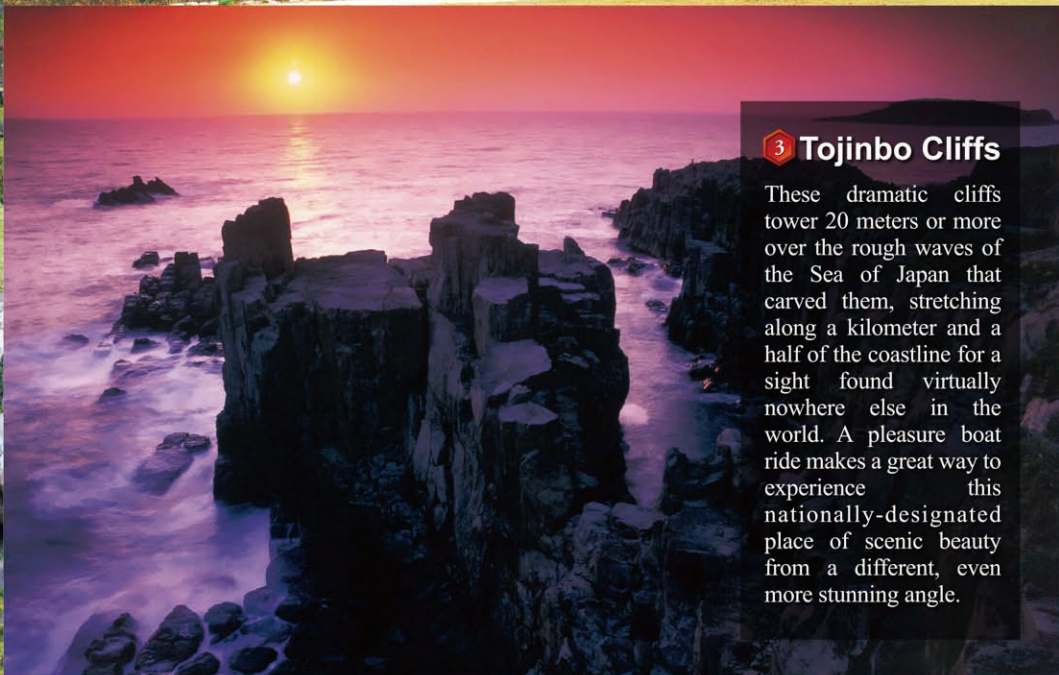 3 Tojinbo Cliffs
These dramatic cliffs
tower 20 meters or more
over the rough waves of
the Sea of Japan that
carved them, stretching
along a kilometer and a
half of the coastline for a
sight found virtually
nowhere else in the
world. A pleasure boat
ride makes a great way to
experience this
nationally-designated
place of scenic beauty
from a different, even
more stunning angle.